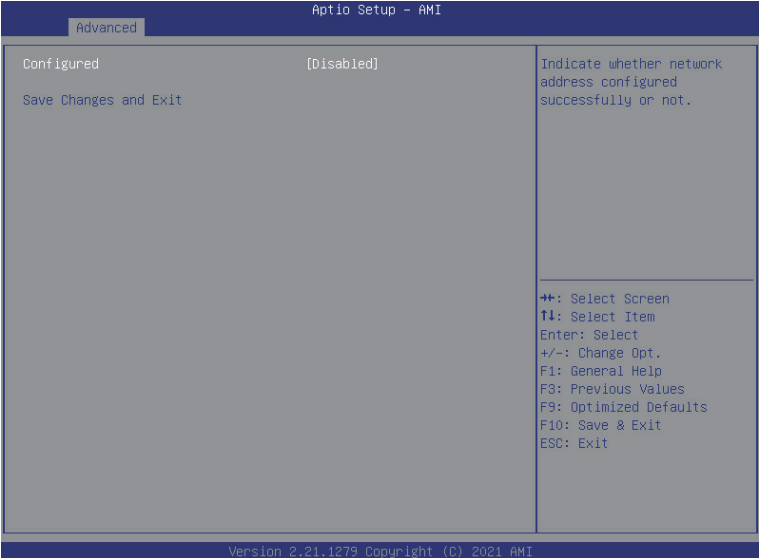 Aptio Setup – AMI
Advanced
Configured [Disabled]
Save Changes and Exit
Indicate whether network
address configured
successfully or not.
→←: Select Screen
↑↓: Select Item
Enter: Select
+/-: Change Opt.
F1: General Help
F3: Previous Values
F9: Optimized Defaults
F10: Save & Exit
ESC: Exit
Version 2.21.1279 Copyright (C) 2021 AMI